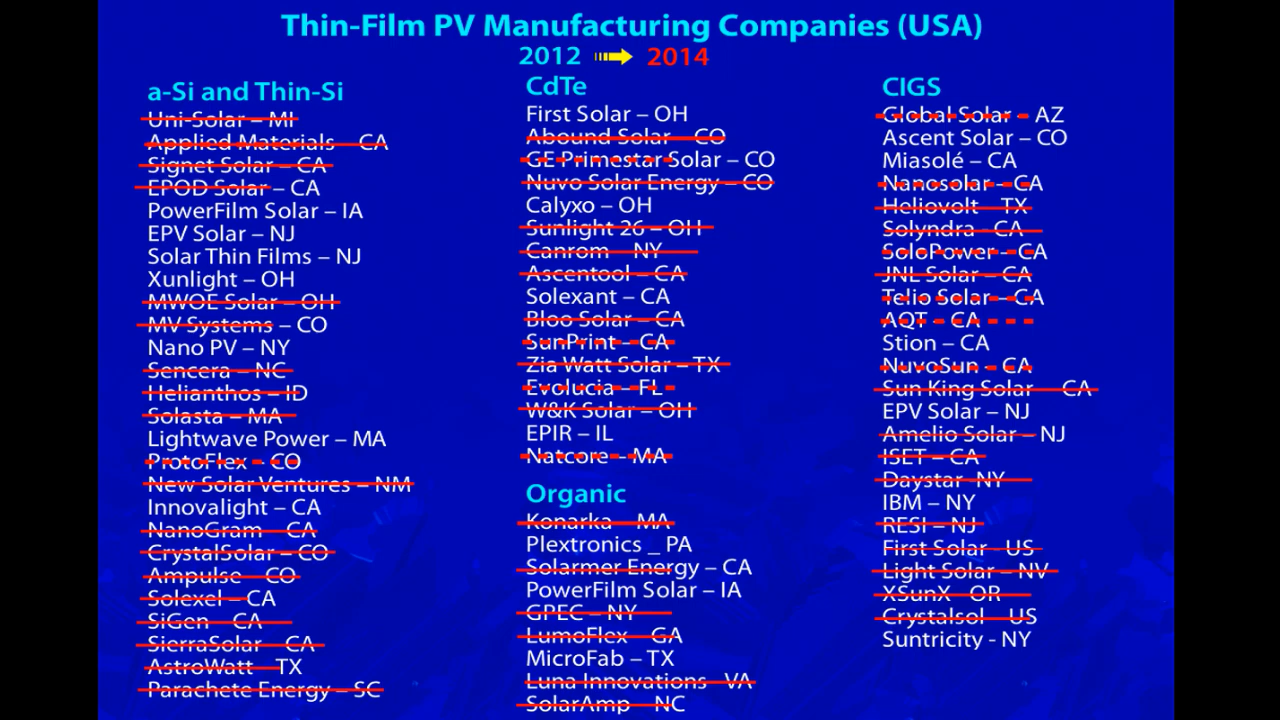 Thin-Film PV Manufacturing Companies (USA)
2012 2014
a-Si and Thin-Si
Uni-Solar – MI
Applied Materials – CA
Signet Solar – CA
EPOD Solar – CA
PowerFilm Solar – IA
EPV Solar – NJ
Solar Thin Films – NJ
Xunlight – OH
MWOE Solar – OH
MV Systems – CO
Nano PV – NY
Sencera – NC
Helianthos – ID
Solasta – MA
Lightwave Power – MA
ProtoFlex – CO
New Solar Ventures – NM
Innovalight – CA
NanoGram – CA
CrystalSolar – CO
Ampulse – CO
Solexel – CA
SiGen – CA
SierraSolar – CA
AstroWatt – TX
Parachete Energy – SC
CdTe
First Solar – OH
Abound Solar – CO
GE Primestar Solar – CO
Nuvo Solar Energy – CO
Calyxo – OH
Sunlight 26 – OH
Canrom – NY
Ascentool – CA
Solexant – CA
Bloo Solar – CA
SunPrint – CA
Zia Watt Solar – TX
Evolucia – FL
W&K Solar – OH
EPIR – IL
Natcore – MA
Organic
Konarka – MA
Plextronics _ PA
Solarmer Energy – CA
PowerFilm Solar – IA
GPEC – NY
LumoFlex – GA
MicroFab – TX
Luna Innovations – VA
SolarAmp – NC
CIGS
Global Solar – AZ
Ascent Solar – CO
Miasolé – CA
Nanosolar – CA
Heliovolt – TX
Solyndra – CA
SoloPower – CA
JNL Solar – CA
Telio Solar – CA
AQT – CA
Stion – CA
NuvoSun – CA
Sun King Solar – CA
EPV Solar – NJ
Amelio Solar – NJ
ISET – CA
Daystar -NY
IBM – NY
RESI – NJ
First Solar - US
Light Solar – NV
XSunX – OR
Crystalsol – US
Suntricity - NY